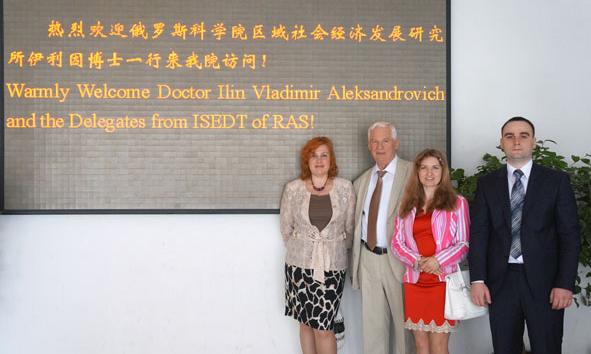 热烈欢迎俄罗斯科学院区域社会经济发展研究
所伊利因博士一行来我院访问！
Warmly Welcome Doctor Ilin Vladimir Aleksandrovich
and the Delegates from ISEDT of RAS!